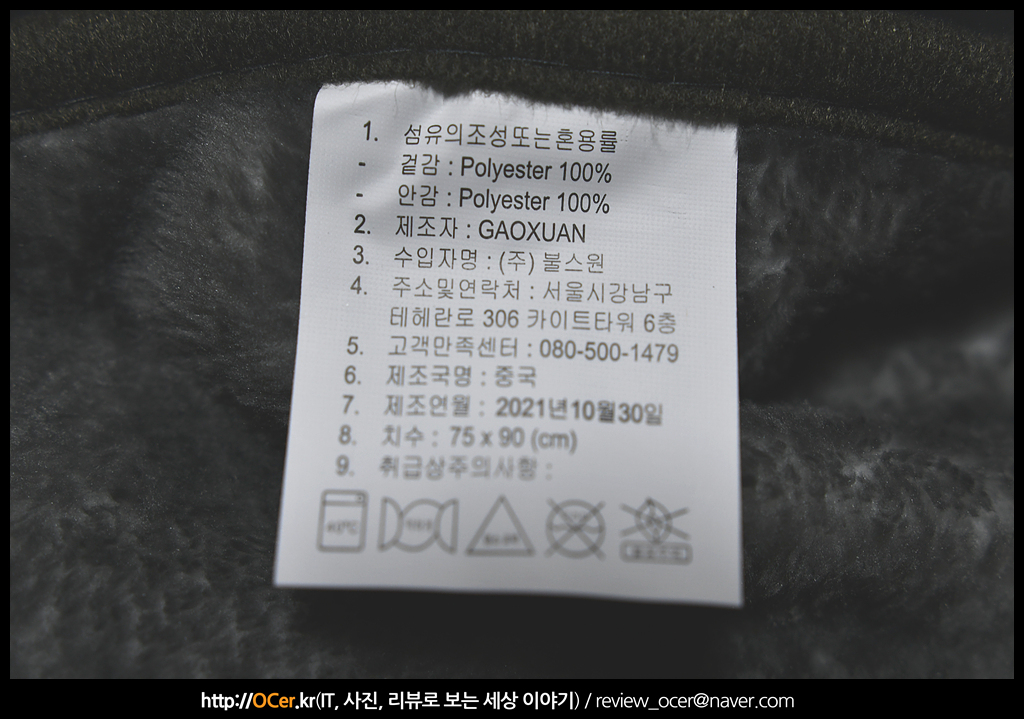 1. 섬유의조성또는혼용률
- 겉감 : Polyester 100%
- 안감 : Polyester 100%
2. 제조자 : GAOXUAN
3. 수입자명 : (주) 불스원
4. 주소및연락처 : 서울시강남구
테헤란로 306 카이트타워 6층
5. 고객만족센터 : 080-500-1479
6. 제조국명 : 중국
7. 제조연월 : 2021년10월30일
8. 치수 : 75 x 90 (cm)
9. 취급상주의사항 :
http://OCer.kr(IT, 사진, 리뷰로 보는 세상 이야기) / review_ocer@naver.com